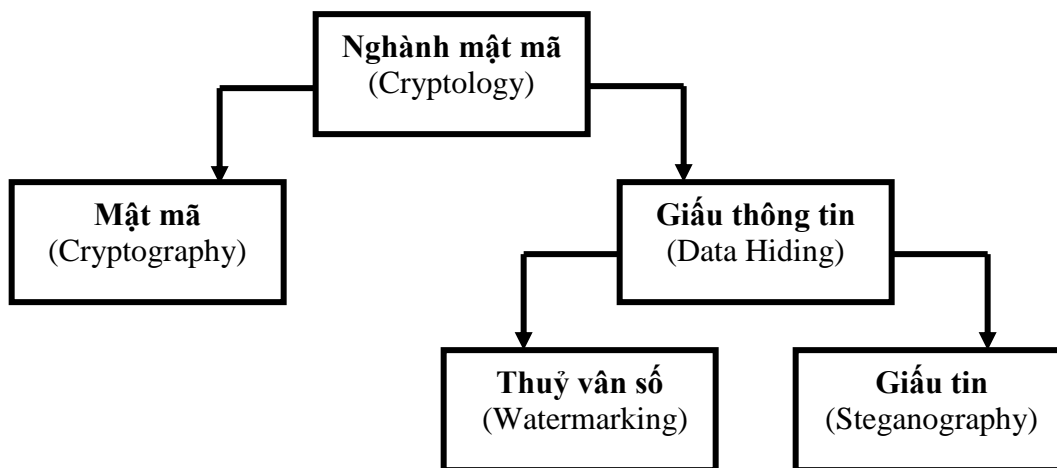 Nghành mật mã
(Cryptology)
Mật mã
(Cryptography)
Giấu thông tin
(Data Hiding)
Thuỷ vân số
(Watermarking)
Giấu tin
(Steganography)